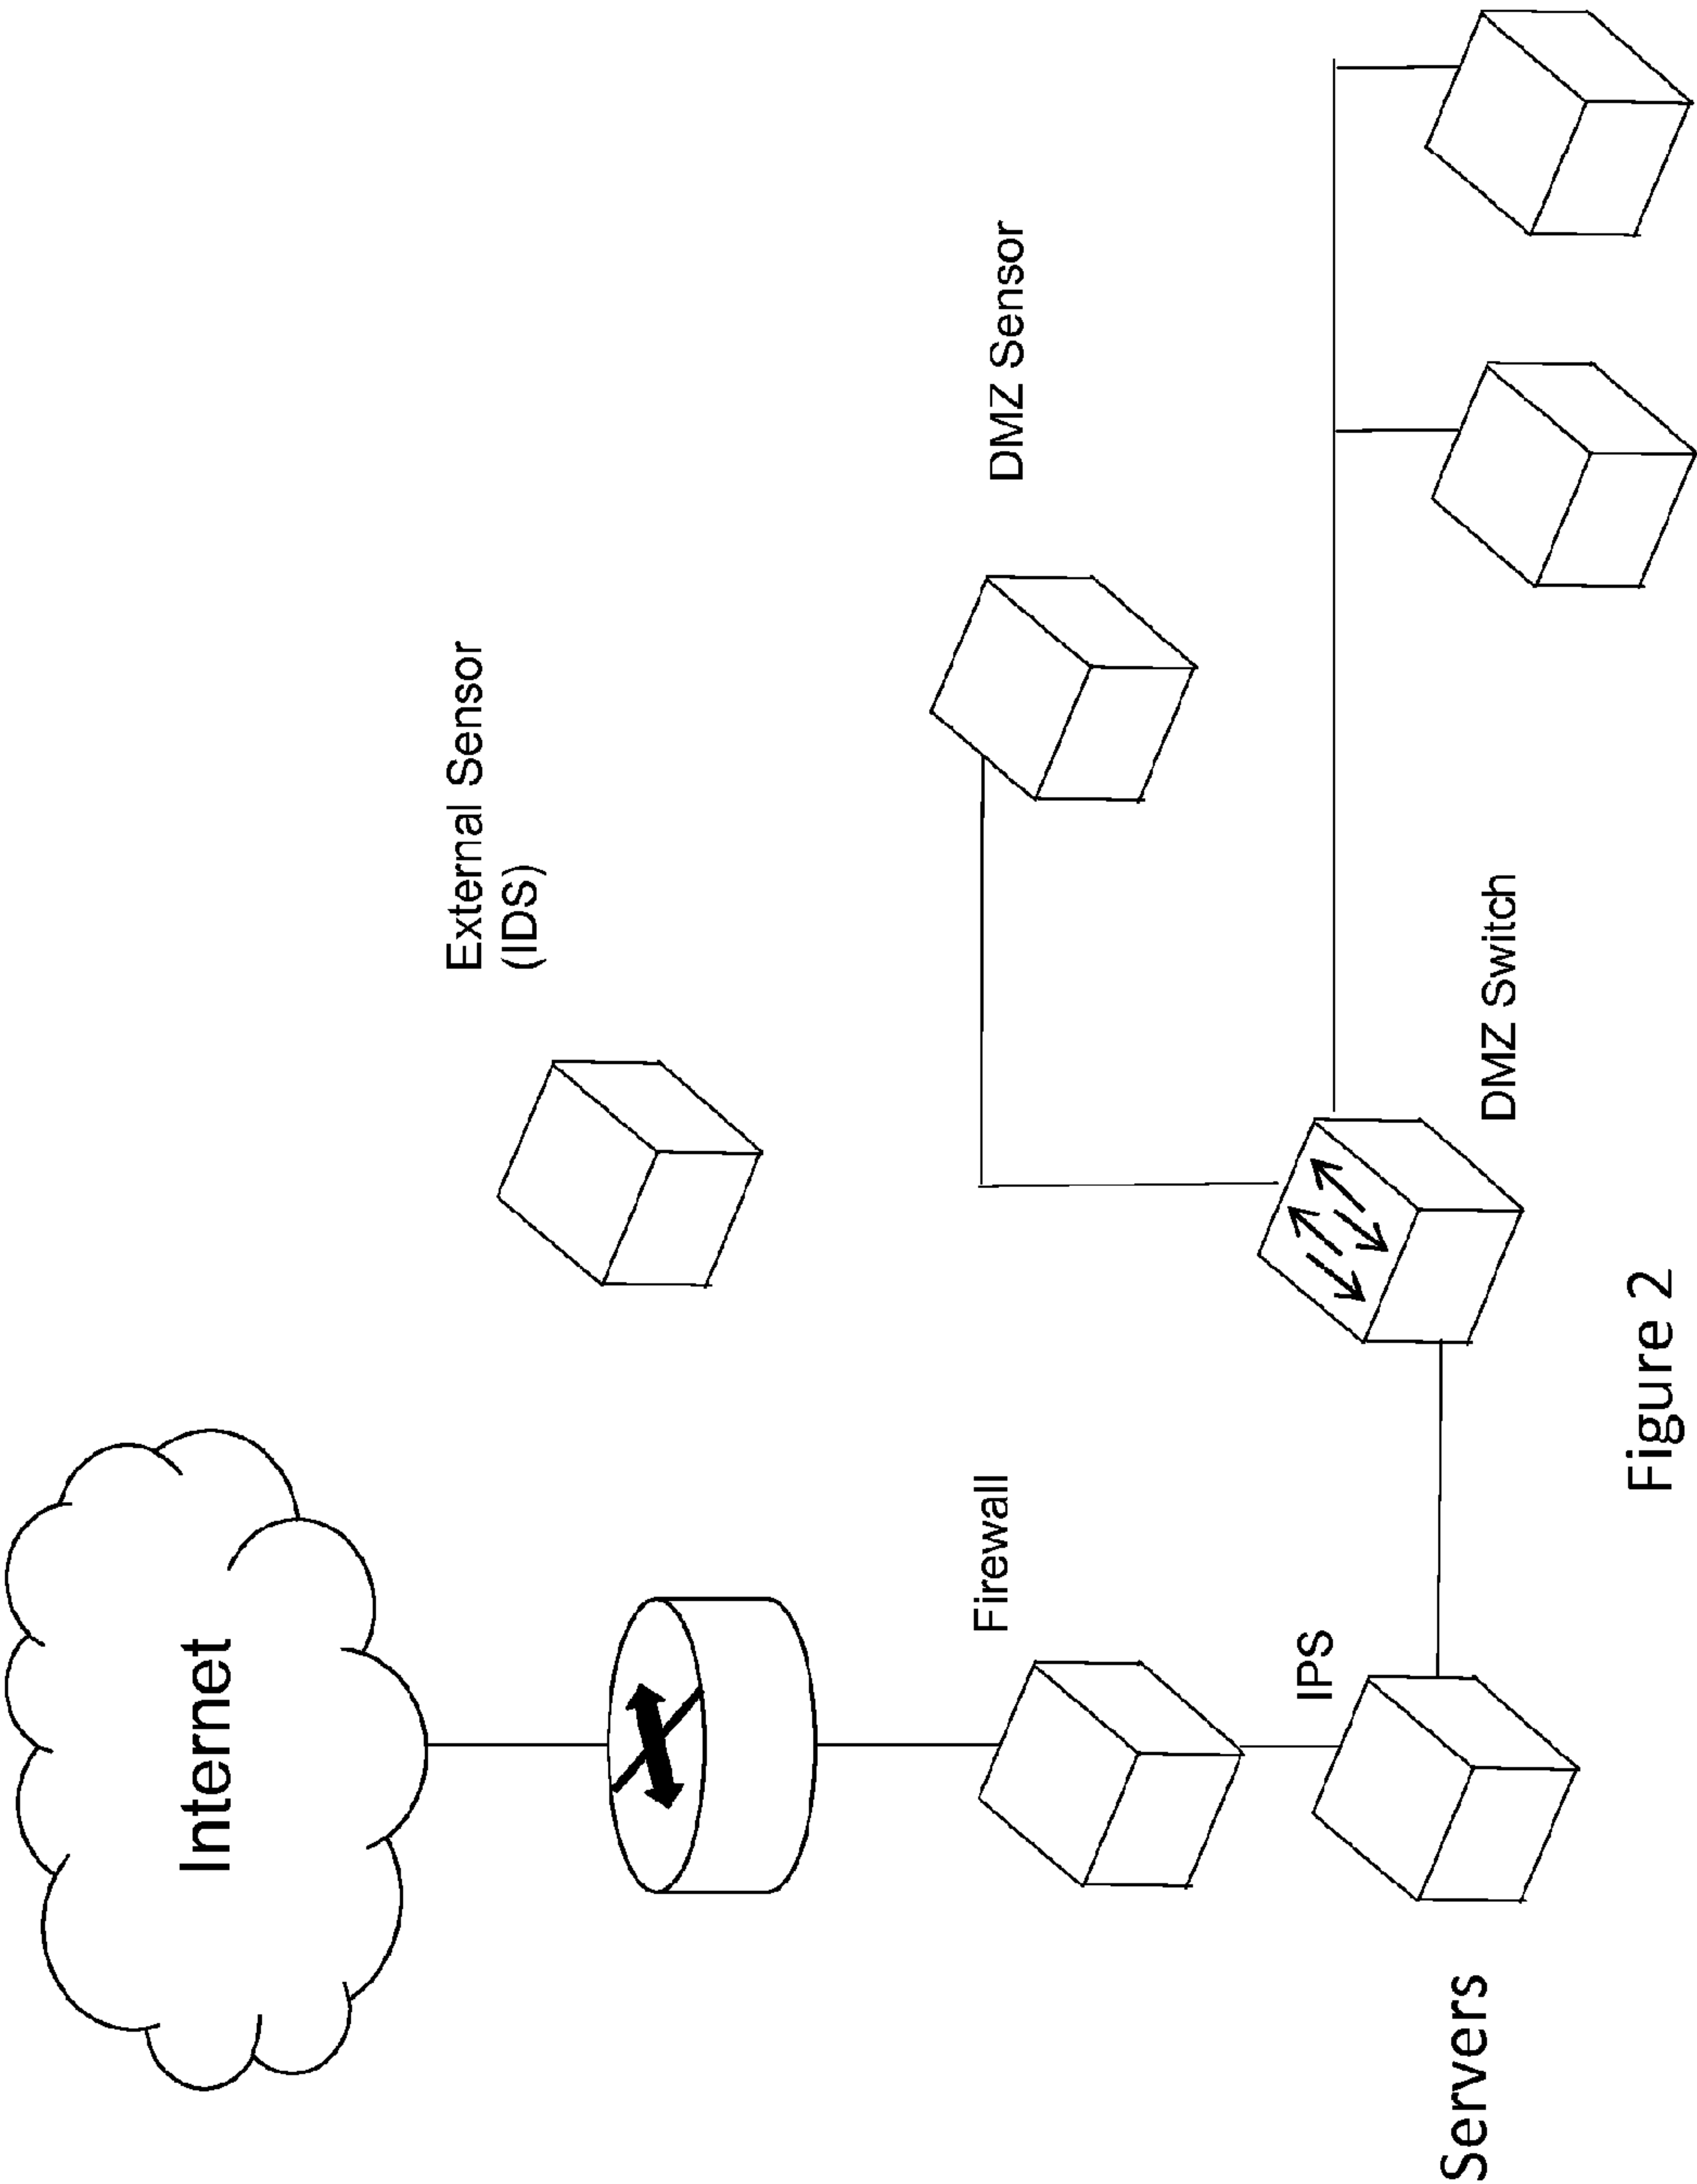 Internet
External Sensor
(IDS)
Firewall
DMZ Sensor
IPS
Servers
DMZ Switch
Figure 2